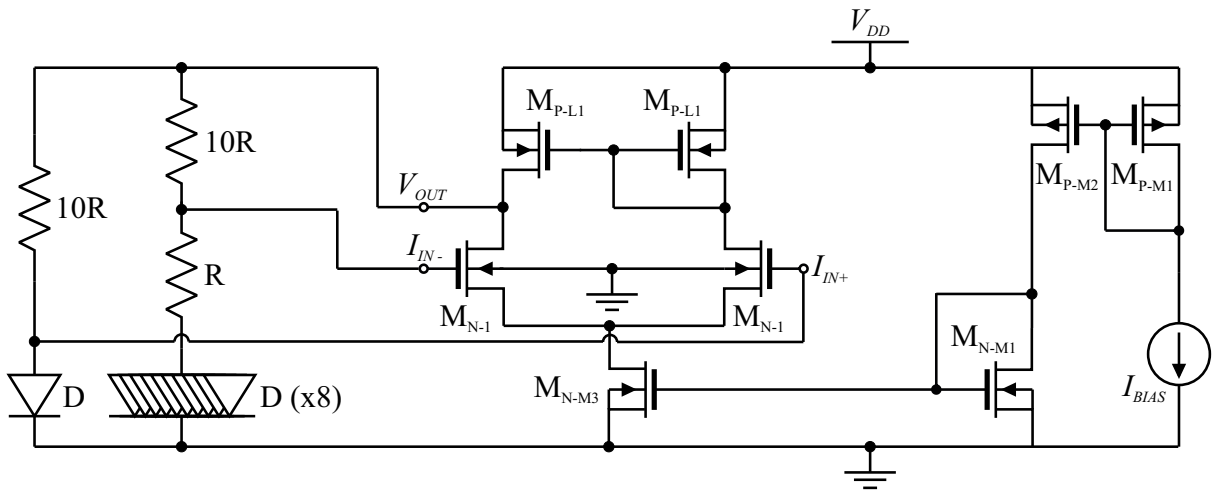 V_DD
M_P-L1 M_P-L1
10R
V_OUT
M_P-M2 M_P-M1
10R
I_IN- I_IN+
R
M_N-1 M_N-1
M_N-M1
D D (x8)
M_N-M3
I_BIAS